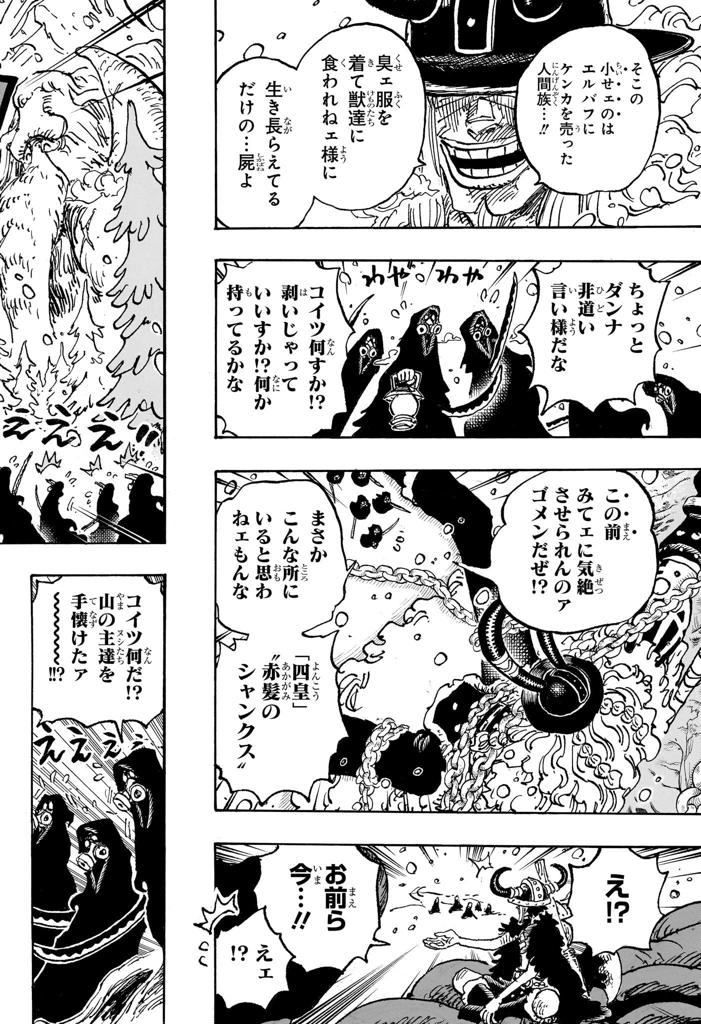 そこの
小せェのは
エルバフに
ケンカを売った
人間族…!!
臭ェ服を
着て獣達に
食われねェ様に
生き長らえてる
だけの…屍よ
わや
わや
ちょっと
ダンナ
非道い
言い様だな
コイツ何すか!?
剥いじゃって
いいすか!?何か
持ってるかな
この前
みてェに気絶
させられんのァ
ゴメンだぜ!?
まさか
こんな所に
いると思わ
ねェもんな
「四皇」
“赤髪の
シャンクス”
え!?
お前ら
今…!!
えェ
!?
えええ
コイツ何だ!?
山の主達を
手懐けたァ
〜〜〜!!?
えええ